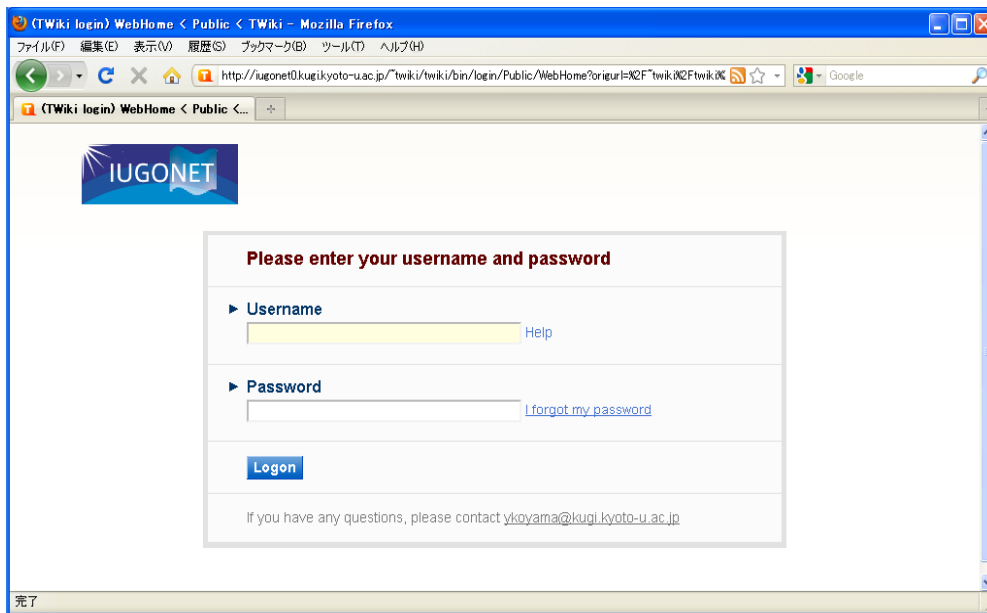 (TWiki login) WebHome < Public < TWiki - Mozilla Firefox
ファイル(F) 編集(E) 表示(V) 履歴(S) ブックマーク(B) ツール(T) ヘルプ(H)
http://iugonet0.kugi.kyoto-u.ac.jp/~twiki/twiki/bin/login/Public/WebHome?origurl=%2F~twiki%2Ftwiki% Google
(TWiki login) WebHome < Public <...
IUGONET
Please enter your username and password
Username
Help
Password
I forgot my password
Logon
If you have any questions, please contact ykoyama@kugi.kyoto-u.ac.jp
完了